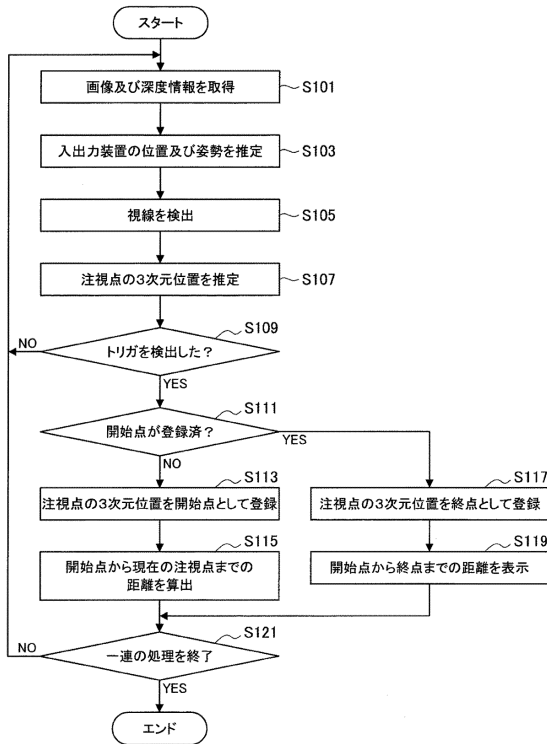 スタート
画像及び深度情報を取得
S101
入出力装置の位置及び姿勢を推定
S103
視線を検出
S105
注視点の3次元位置を推定
S107
S109
トリガを検出した?
NO
YES
S111
開始点が登録済?
YES
NO
S113
注視点の3次元位置を開始点として登録
S117
注視点の3次元位置を終点として登録
S115
開始点から現在の注視点までの
距離を算出
S119
開始点から終点までの距離を表示
S121
一連の処理を終了
NO
YES
エンド